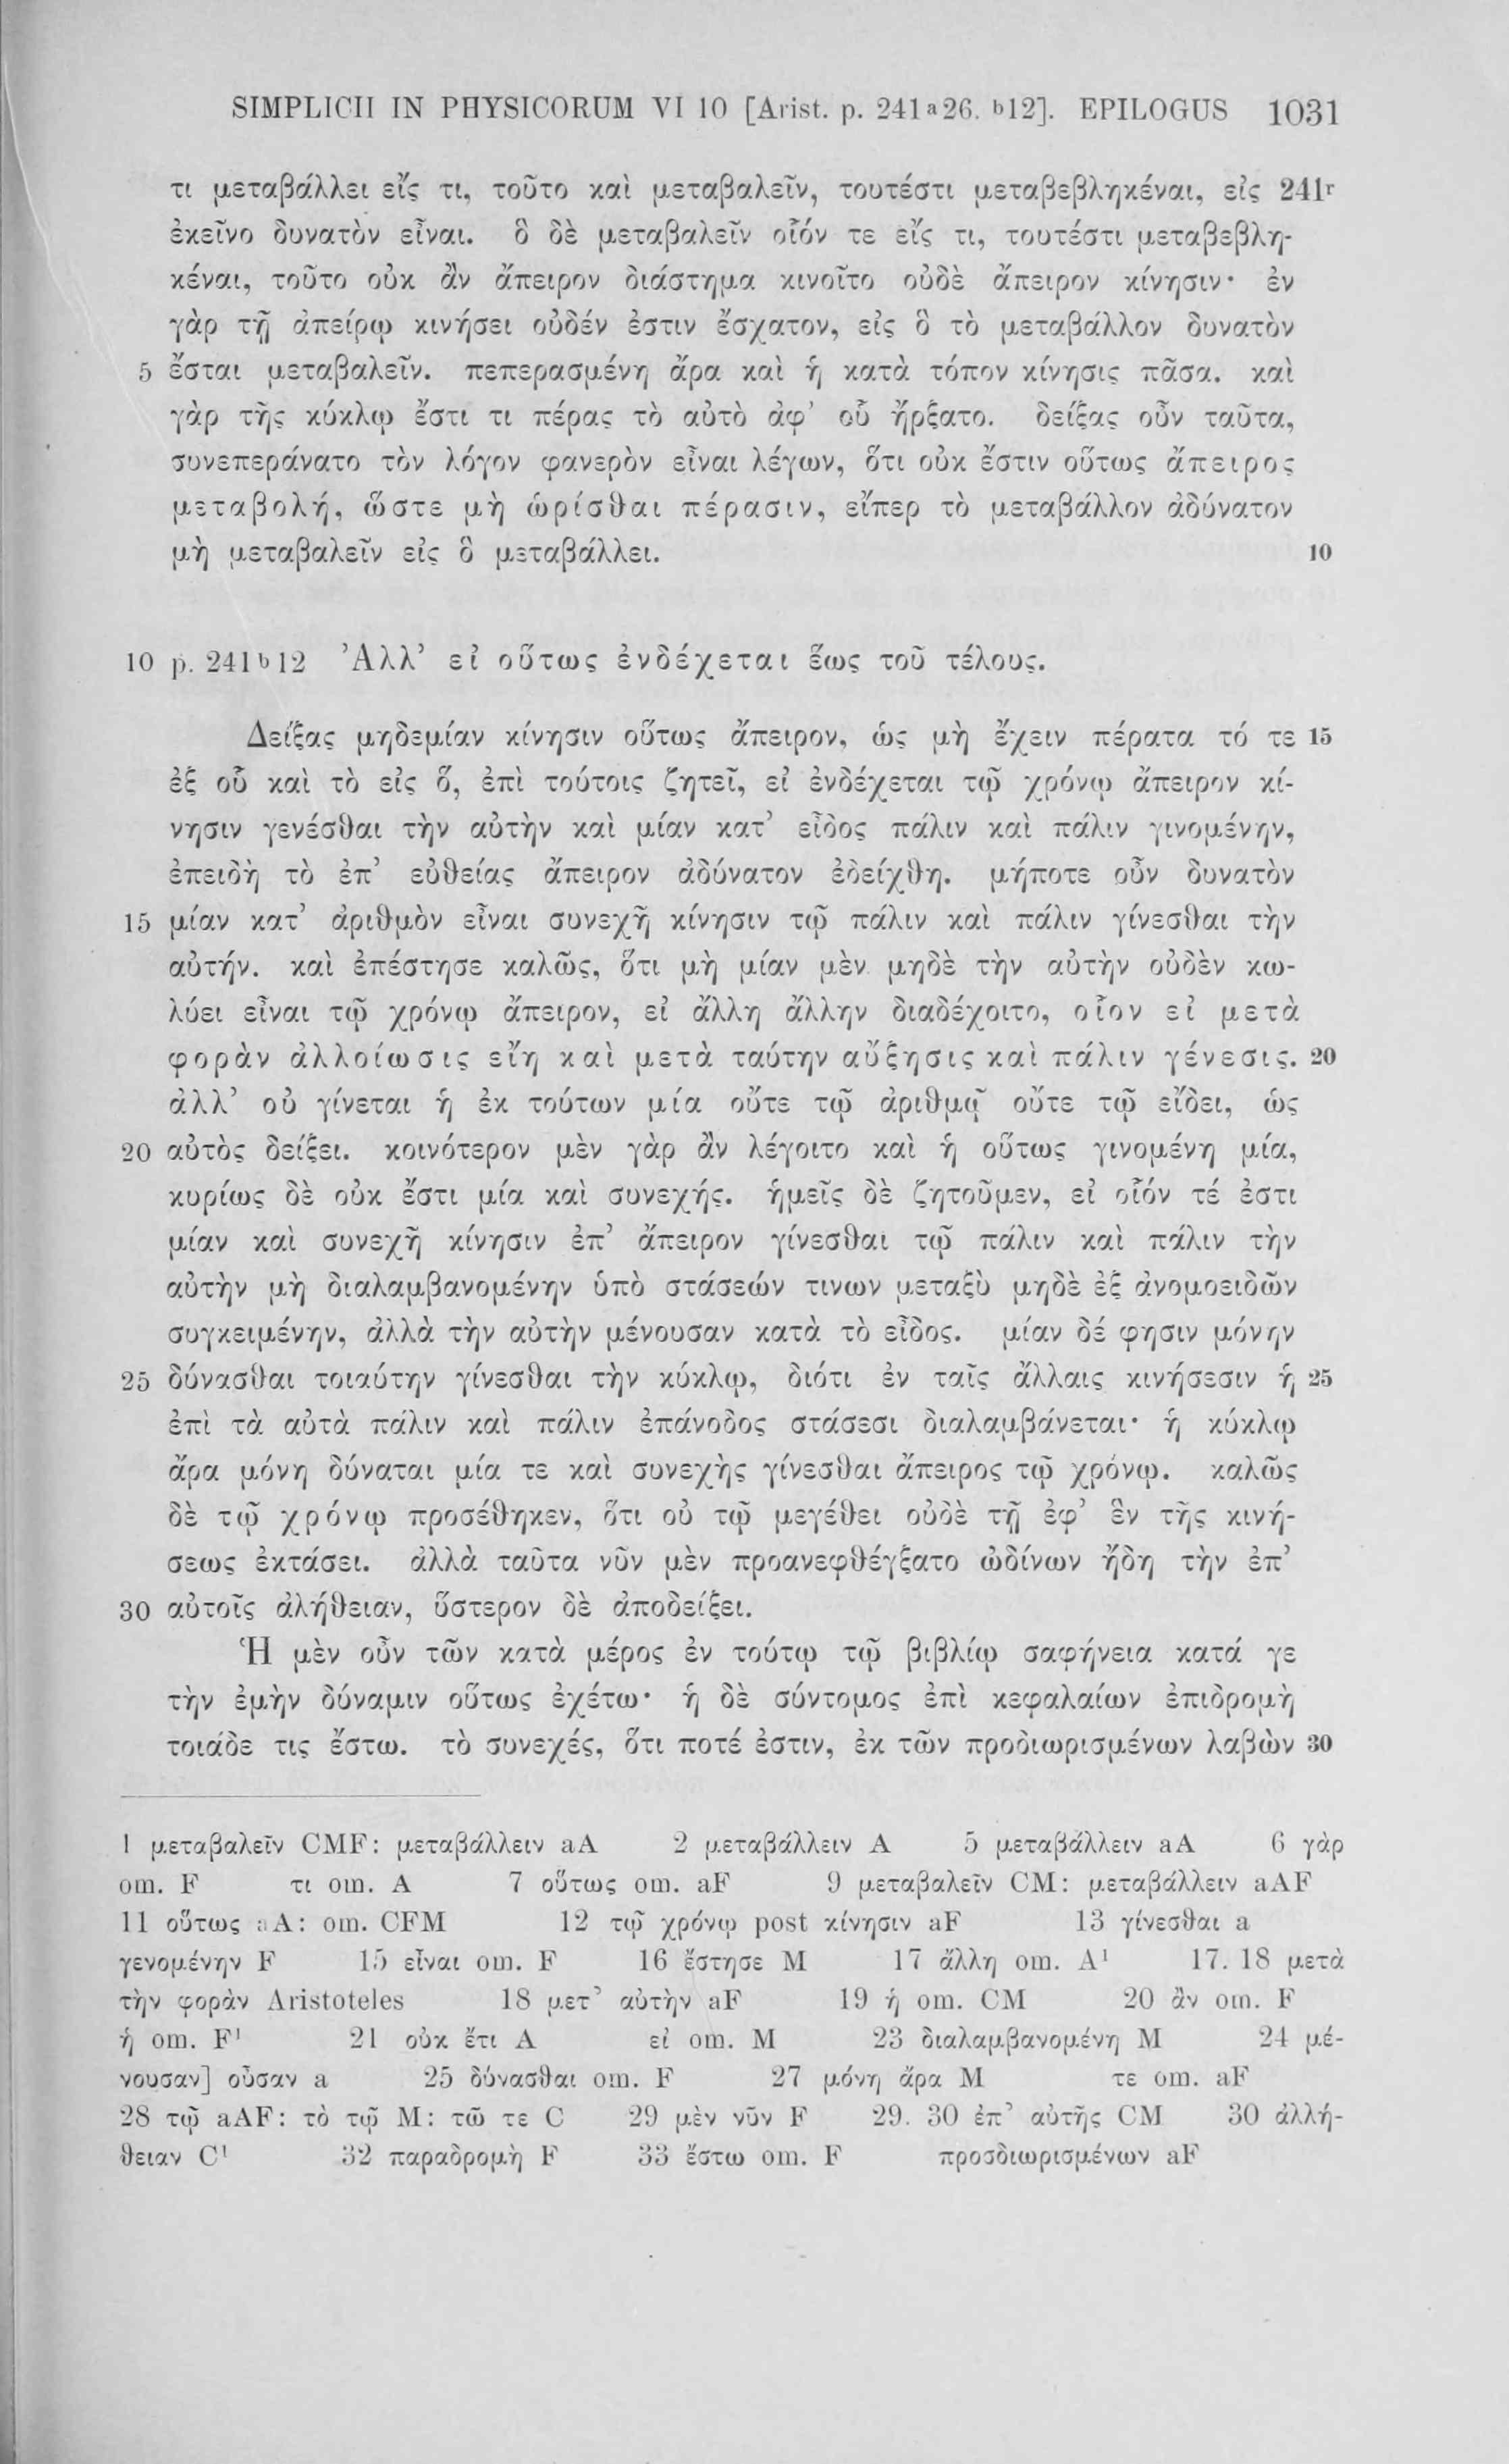 SIMPLICII IN PHYSICORUM VI 10 [Arist. p. 241ᵃ26. ᵇ12]. EPILOGUS 1031
τι μεταβάλλει εἴς τι, τοῦτο καὶ μεταβαλεῖν, τουτέστι μεταβεβληκέναι, εἰς 241ʳ
ἐκεῖνο δυνατὸν εἶναι. ὃ δὲ μεταβαλεῖν οἷόν τε εἴς τι, τουτέστι μεταβεβλη-
κέναι, τοῦτο οὐκ ἂν ἄπειρον διάστημα κινοῖτο οὐδὲ ἄπειρον κίνησιν· ἐν
γὰρ τῇ ἀπείρῳ κινήσει οὐδέν ἐστιν ἔσχατον, εἰς ὃ τὸ μεταβάλλον δυνατὸν
5 ἔσται μεταβαλεῖν. πεπερασμένη ἄρα καὶ ἡ κατὰ τόπον κίνησις πᾶσα. καὶ
γὰρ τῆς κύκλῳ ἔστι τι πέρας τὸ αὐτὸ ἀφ’ οὗ ἤρξατο. δείξας οὖν ταῦτα,
συνεπεράνατο τὸν λόγον φανερὸν εἶναι λέγων, ὅτι οὐκ ἔστιν οὕτως ἄπειρος
μεταβολή, ὥστε μὴ ὡρίσθαι πέρασιν, εἴπερ τὸ μεταβάλλον ἀδύνατον
μὴ μεταβαλεῖν εἰς ὃ μεταβάλλει. 10
10 p. 241ᵇ12 Ἀλλ’ εἰ οὕτως ἐνδέχεται ἕως τοῦ τέλους.
Δείξας μηδεμίαν κίνησιν οὕτως ἄπειρον, ὡς μὴ ἔχειν πέρατα τό τε 15
ἐξ οὗ καὶ τὸ εἰς ὅ, ἐπὶ τούτοις ζητεῖ, εἰ ἐνδέχεται τῷ χρόνῳ ἄπειρον κί-
νησιν γενέσθαι τὴν αὐτὴν καὶ μίαν κατ’ εἶδος πάλιν καὶ πάλιν γινομένην,
ἐπειδὴ τὸ ἐπ’ εὐθείας ἄπειρον ἀδύνατον ἐδείχθη. μήποτε οὖν δυνατὸν
15 μίαν κατ’ ἀριθμὸν εἶναι συνεχῆ κίνησιν τῷ πάλιν καὶ πάλιν γίνεσθαι τὴν
αὐτήν. καὶ ἐπέστησε καλῶς, ὅτι μὴ μίαν μὲν μηδὲ τὴν αὐτὴν οὐδὲν κω-
λύει εἶναι τῷ χρόνῳ ἄπειρον, εἰ ἄλλη ἄλλην διαδέχοιτο, οἷον εἰ μετὰ
φορὰν ἀλλοίωσις εἴη καὶ μετὰ ταύτην αὔξησις καὶ πάλιν γένεσις. 20
ἀλλ’ οὐ γίνεται ἡ ἐκ τούτων μία οὔτε τῷ ἀριθμῷ οὔτε τῷ εἴδει, ὡς
20 αὐτὸς δείξει. κοινότερον μὲν γὰρ ἂν λέγοιτο καὶ ἡ οὕτως γινομένη μία,
κυρίως δὲ οὐκ ἔστι μία καὶ συνεχής. ἡμεῖς δὲ ζητοῦμεν, εἰ οἷόν τέ ἐστι
μίαν καὶ συνεχῆ κίνησιν ἐπ’ ἄπειρον γίνεσθαι τῷ πάλιν καὶ πάλιν τὴν
αὐτὴν μὴ διαλαμβανομένην ὑπὸ στάσεών τινων μεταξὺ μηδὲ ἐξ ἀνομοειδῶν
συγκειμένην, ἀλλὰ τὴν αὐτὴν μένουσαν κατὰ τὸ εἶδος. μίαν δέ φησιν μόνην
25 δύνασθαι τοιαύτην γίνεσθαι τὴν κύκλῳ, διότι ἐν ταῖς ἄλλαις κινήσεσιν ἡ 25
ἐπὶ τὰ αὐτὰ πάλιν καὶ πάλιν ἐπάνοδος στάσεσι διαλαμβάνεται· ἡ κύκλῳ
ἄρα μόνη δύναται μία τε καὶ συνεχὴς γίνεσθαι ἄπειρος τῷ χρόνῳ. καλῶς
δὲ τῷ χρόνῳ προσέθηκεν, ὅτι οὐ τῷ μεγέθει οὐδὲ τῇ ἐφ’ ἓν τῆς κινή-
σεως ἐκτάσει. ἀλλὰ ταῦτα νῦν μὲν προανεφθέγξατο ὠδίνων ἤδη τὴν ἐπ’
30 αὐτοῖς ἀλήθειαν, ὕστερον δὲ ἀποδείξει.
Ἡ μὲν οὖν τῶν κατὰ μέρος ἐν τούτῳ τῷ βιβλίῳ σαφήνεια κατά γε
τὴν ἐμὴν δύναμιν οὕτως ἐχέτω· ἡ δὲ σύντομος ἐπὶ κεφαλαίων ἐπιδρομὴ
τοιάδε τις ἔστω. τὸ συνεχές, ὅτι ποτέ ἐστιν, ἐκ τῶν προδιωρισμένων λαβὼν 30
1 μεταβαλεῖν CMF: μεταβάλλειν aA 2 μεταβάλλειν A 5 μεταβάλλειν aA 6 γὰρ
om. F τι om. A 7 οὕτως om. aF 9 μεταβαλεῖν CM: μεταβάλλειν aAF
11 οὕτως aA: om. CFM 12 τῷ χρόνῳ post κίνησιν aF 13 γίνεσθαι a
γενομένην F 15 εἶναι om. F 16 ἔστησε M 17 ἄλλη om. A¹ 17. 18 μετὰ
τὴν φορὰν Aristoteles 18 μετ’ αὐτὴν aF 19 ἡ om. CM 20 ἂν om. F
ἡ om. F¹ 21 οὐκ ἔτι A εἰ om. M 23 διαλαμβανομένη M 24 μέ-
νουσαν] οὖσαν a 25 δύνασθαι om. F 27 μόνη ἄρα M τε om. aF
28 τῷ aAF: τὸ τῷ M: τῶ τε C 29 μὲν νῦν F 29. 30 ἐπ’ αὐτῆς CM 30 ἀλλή-
θειαν C¹ 32 παραδρομὴ F 33 ἔστω om. F προσδιωρισμένων aF